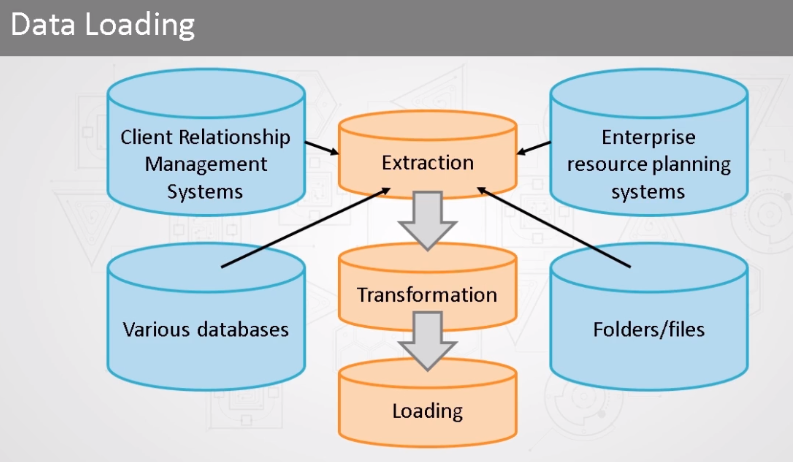 Data Loading
Client Relationship
Management
Systems
Extraction
Enterprise
resource planning
systems
Various databases
Transformation
Folders/files
Loading